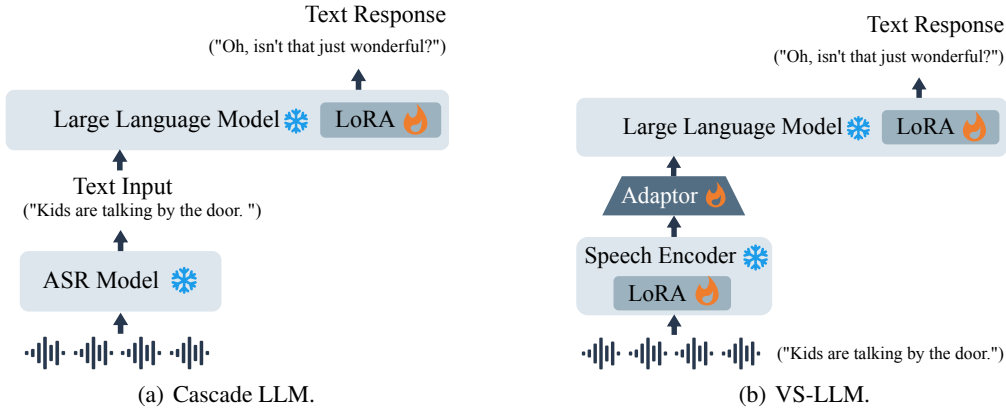 Text Response
("Oh, isn't that just wonderful?")
Large Language Model
LoRA
Text Input
("Kids are talking by the door. ")
ASR Model
(a) Cascade LLM.
Text Response
("Oh, isn't that just wonderful?")
Large Language Model
LoRA
Adaptor
Speech Encoder
LoRA
("Kids are talking by the door.")
(b) VS-LLM.